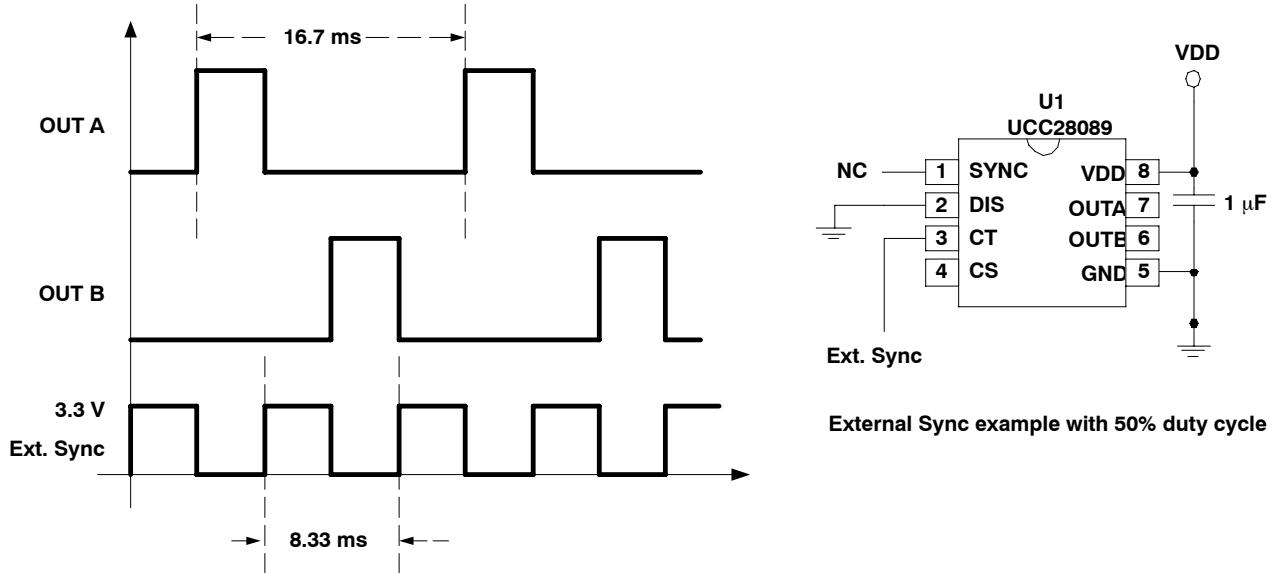 16.7 ms
OUT A
OUT B
3.3 V
Ext. Sync
8.33 ms
VDD
U1
UCC28089
NC 1 SYNC VDD 8
2 DIS OUTA 7
3 CT OUTB 6
4 CS GND 5
1 μF
Ext. Sync
External Sync example with 50% duty cycle